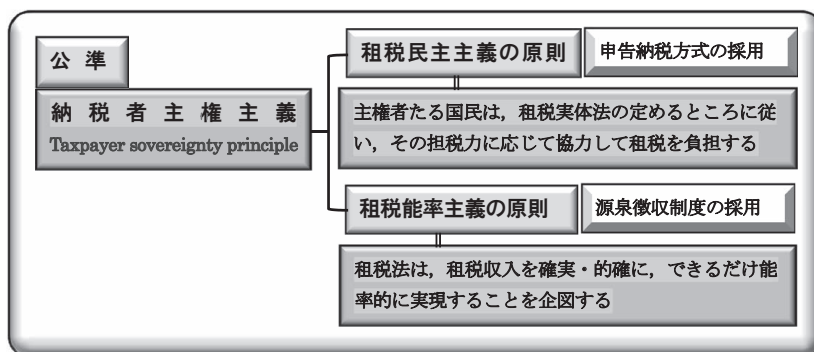 公準
納税者主権主義
Taxpayer sovereignty principle
租税民主主義の原則
申告納税方式の採用
主権者たる国民は，租税実体法の定めるところに従
い，その担税力に応じて協力して租税を負担する
租税能率主義の原則
源泉徴収制度の採用
租税法は，租税収入を確実・的確に，できるだけ能
率的に実現することを企図する